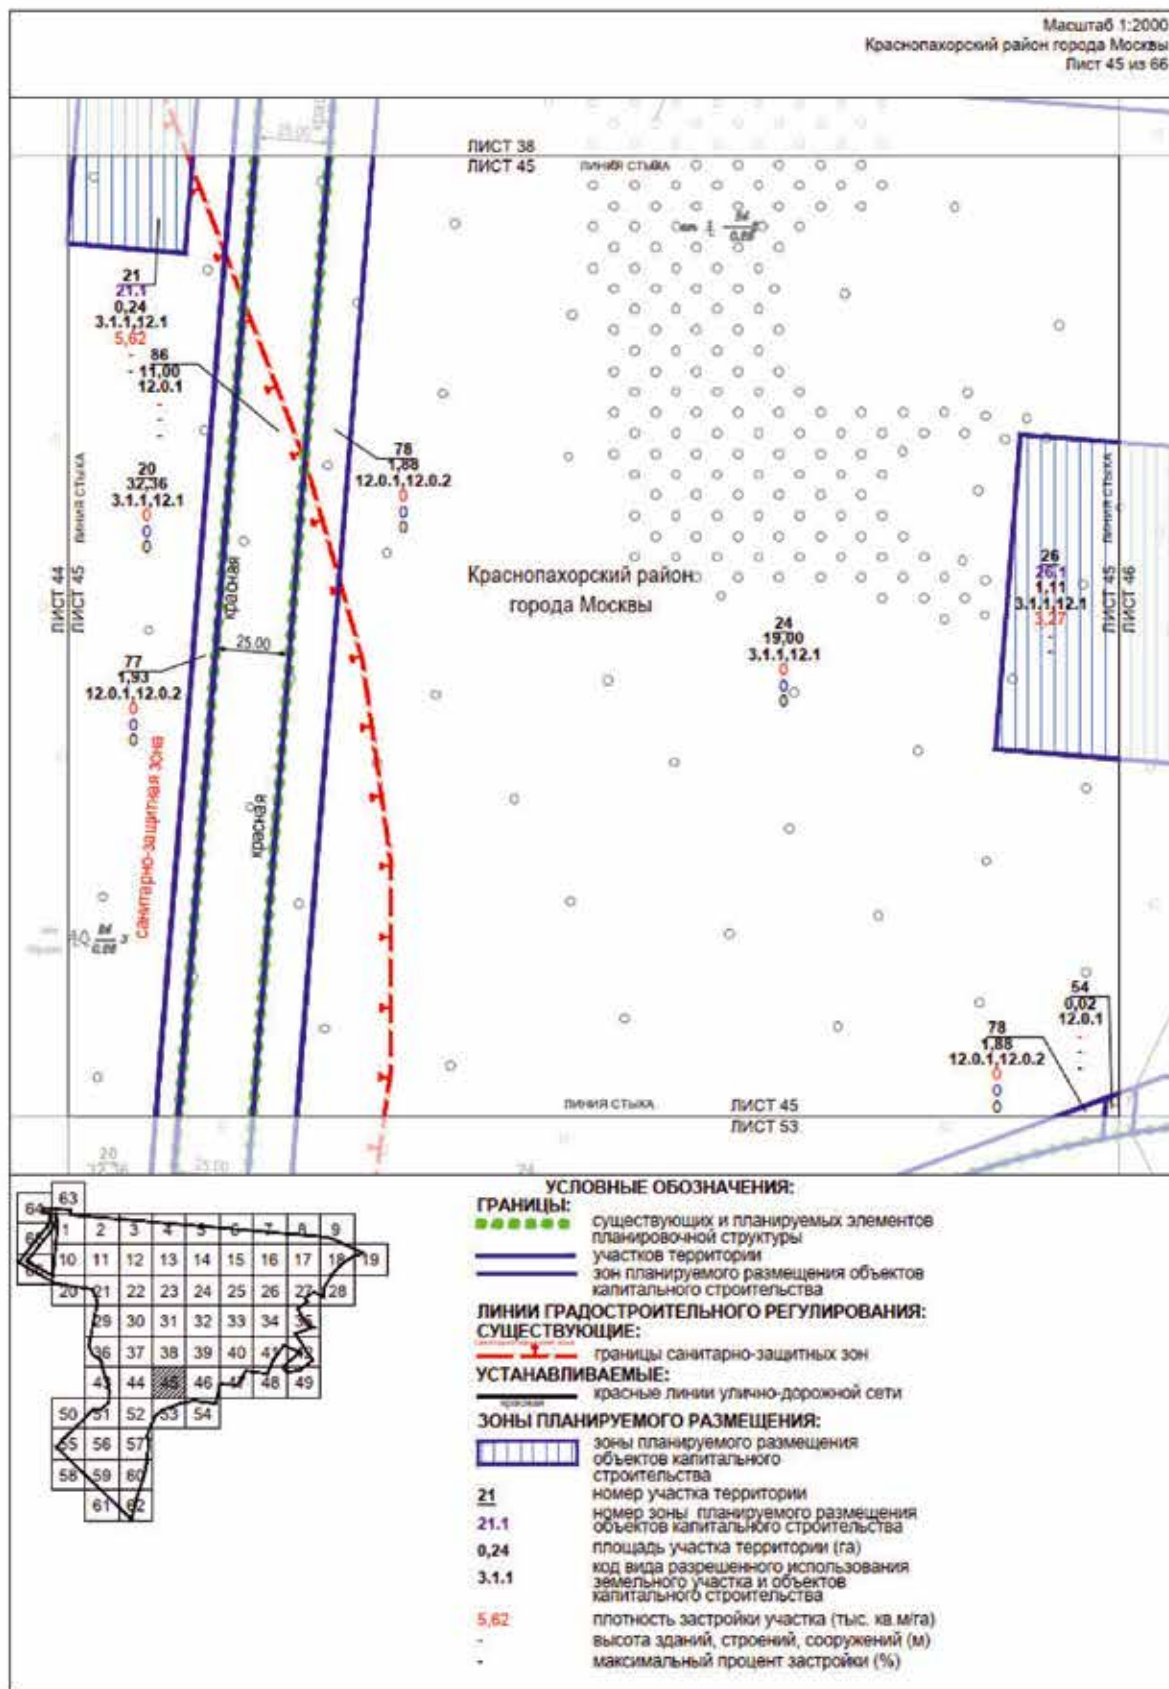 Масштаб 1:2000
Краснопахорский район города Москвы
Лист 45 из 66
25.00
ЛИСТ 38
ЛИСТ 45
ЛИНИЯ СТЫКА
21
21.1
0,24
3.1.1,12.1
5,62
-
-
86
11,00
12.0.1
-
-
-
78
1,88
12.0.1,12.0.2
0
0
0
20
32,36
3.1.1,12.1
0
0
0
ЛИНИЯ СТЫКА
ЛИСТ 44
ЛИСТ 45
красная
25.00
Краснопахорский район
города Москвы
24
19,00
3.1.1,12.1
0
0
0
26
26.1
1,11
3.1.1,12.1
3,27
-
-
ЛИНИЯ СТЫКА
ЛИСТ 45
ЛИСТ 46
77
1,93
12.0.1,12.0.2
0
0
0
санитарно-защитная зона
красная
54
0,02
12.0.1
-
-
-
78
1,88
12.0.1,12.0.2
0
0
0
ЛИНИЯ СТЫКА
ЛИСТ 45
ЛИСТ 53
20
32,36
25.00
24
63
64
1 2 3 4 5 6 7 8 9
10 11 12 13 14 15 16 17 18 19
20 21 22 23 24 25 26 27 28
29 30 31 32 33 34 35
36 37 38 39 40 41 42
43 44 45 46 47 48 49
50 51 52 53 54
55 56 57
58 59 60
61 62
УСЛОВНЫЕ ОБОЗНАЧЕНИЯ:
ГРАНИЦЫ:
существующих и планируемых элементов
планировочной структуры
участков территории
зон планируемого размещения объектов
капитального строительства
ЛИНИИ ГРАДОСТРОИТЕЛЬНОГО РЕГУЛИРОВАНИЯ:
СУЩЕСТВУЮЩИЕ:
санитарно-защитная зона
границы санитарно-защитных зон
УСТАНАВЛИВАЕМЫЕ:
красные линии улично-дорожной сети
красная
ЗОНЫ ПЛАНИРУЕМОГО РАЗМЕЩЕНИЯ:
зоны планируемого размещения
объектов капитального
строительства
21 номер участка территории
21.1 номер зоны планируемого размещения
объектов капитального строительства
0,24 площадь участка территории (га)
3.1.1 код вида разрешенного использования
земельного участка и объектов
капитального строительства
5,62 плотность застройки участка (тыс. кв.м/га)
- высота зданий, строений, сооружений (м)
- максимальный процент застройки (%)